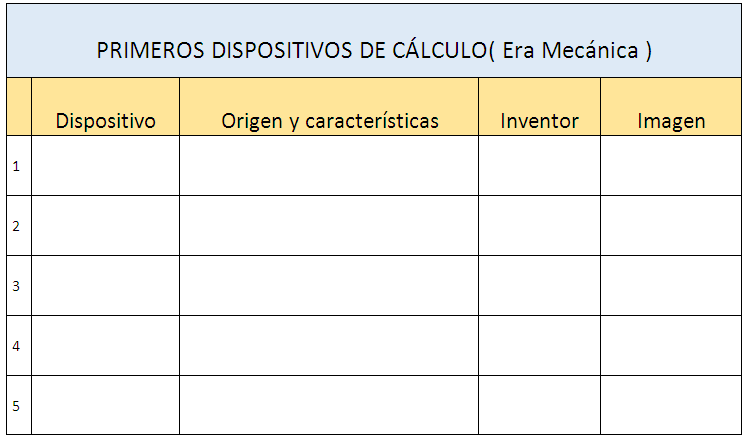 PRIMEROS DISPOSITIVOS DE CÁLCULO( Era Mecánica )
Dispositivo Origen y características Inventor Imagen
1
2
3
4
5